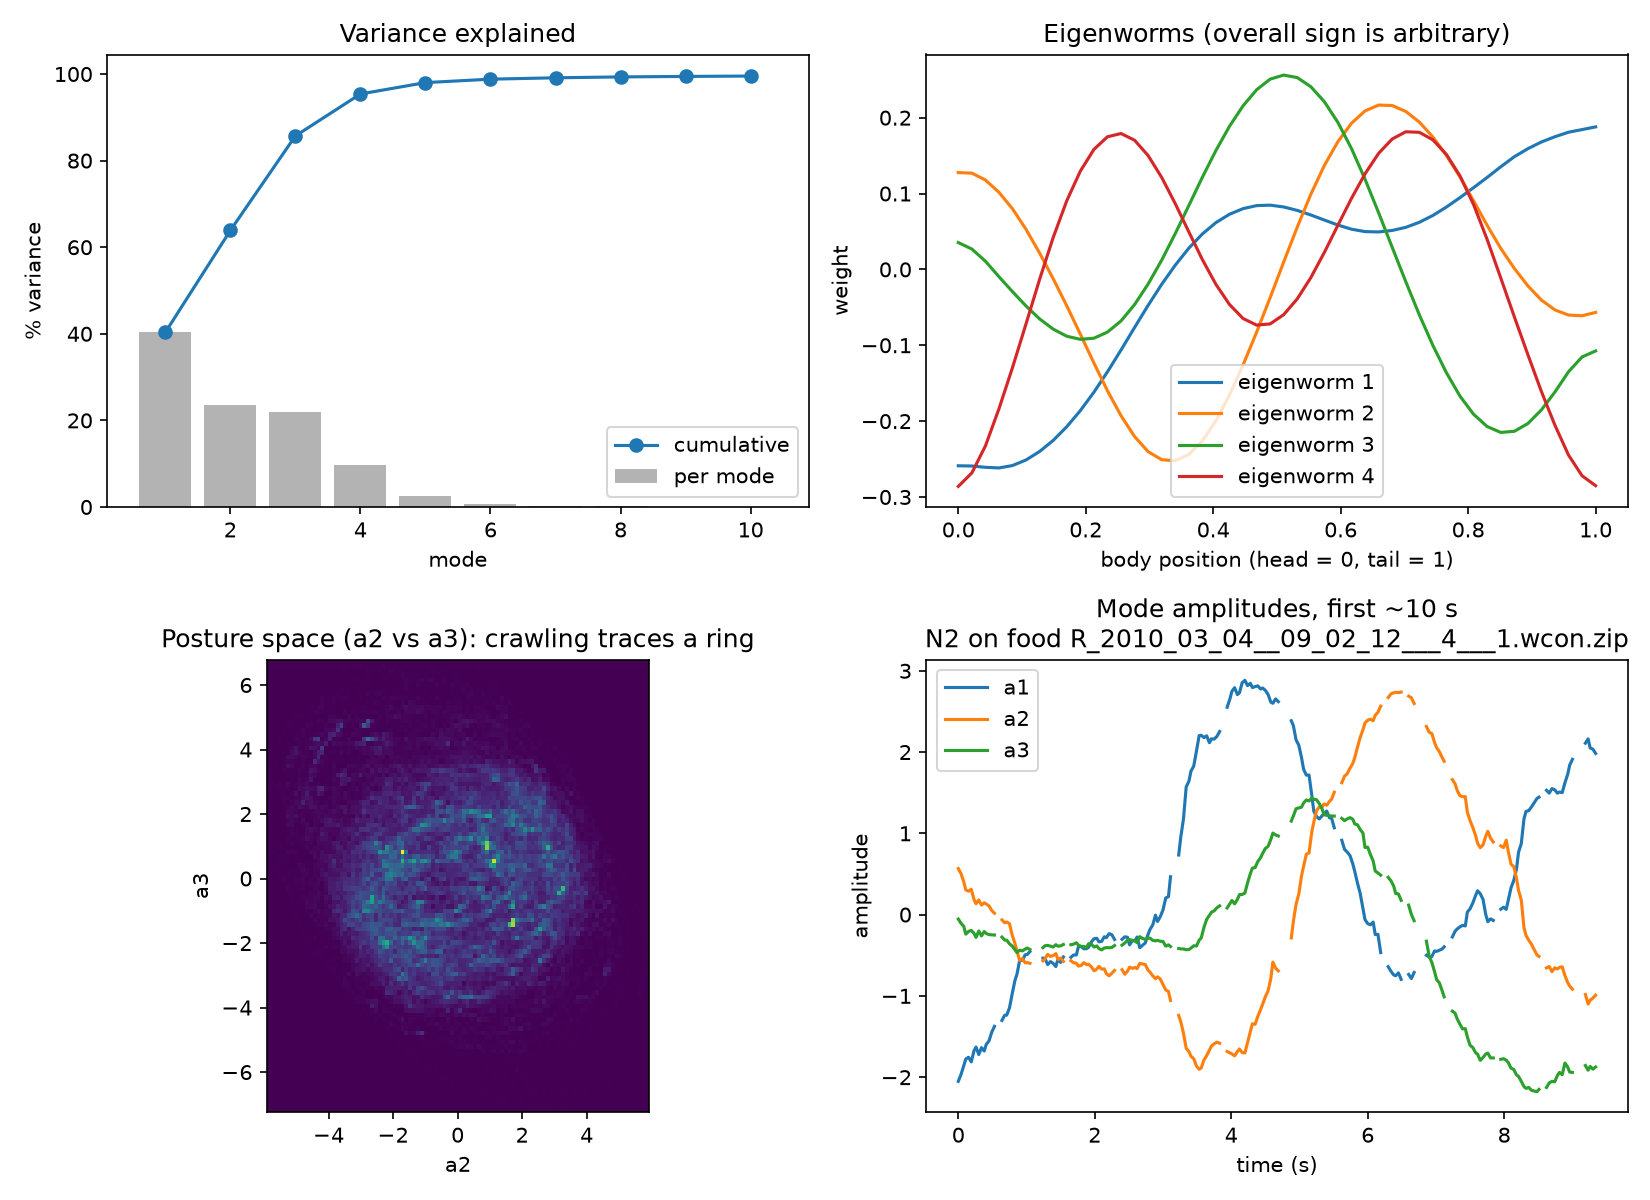 Variance explained
100
80
60
40
20
0
% variance
2
4
6
8
10
mode
cumulative
per mode
Eigenworms (overall sign is arbitrary)
0.2
0.1
0.0
−0.1
−0.2
−0.3
weight
0.0
0.2
0.4
0.6
0.8
1.0
body position (head = 0, tail = 1)
eigenworm 1
eigenworm 2
eigenworm 3
eigenworm 4
Posture space (a2 vs a3): crawling traces a ring
6
4
2
0
−2
−4
−6
a3
−4
−2
0
2
4
a2
Mode amplitudes, first ~10 s
N2 on food R_2010_03_04__09_02_12___4___1.wcon.zip
3
2
1
0
−1
−2
amplitude
0
2
4
6
8
time (s)
a1
a2
a3